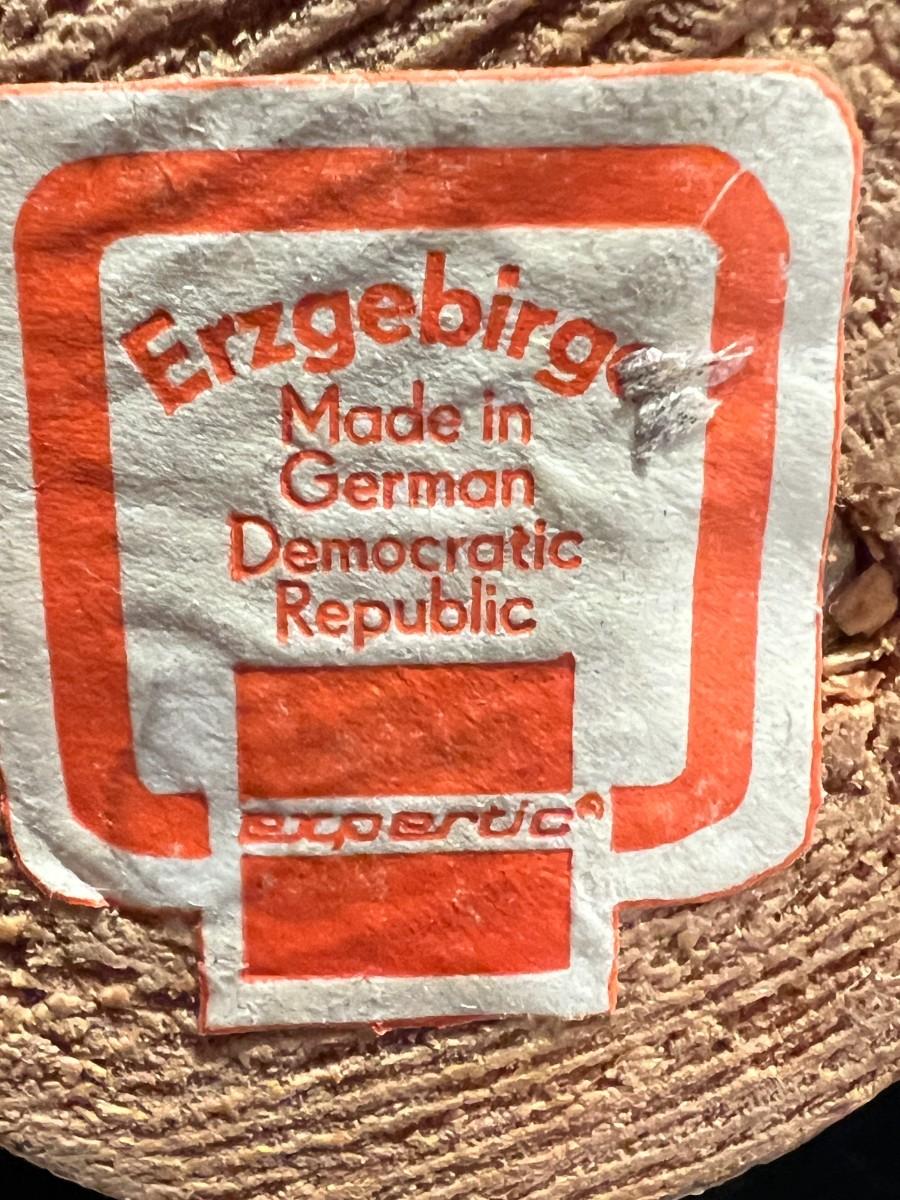 Erzgebirge
Made in
German
Democratic
Republic
expertic®